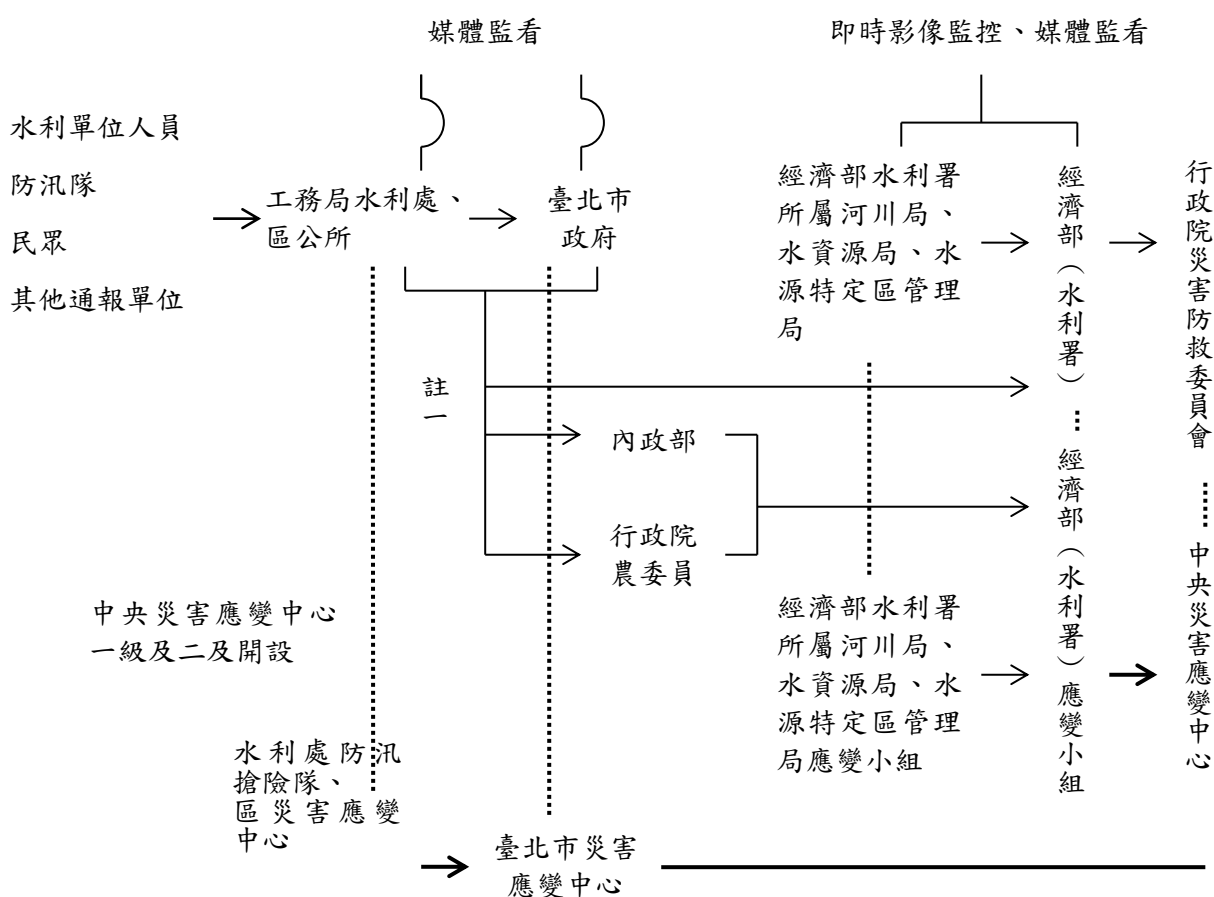 媒體監看
即時影像監控、媒體監看
水利單位人員
防汛隊
民眾
其他通報單位
工務局水利處、
區公所
臺北市
政府
經濟部水利署
所屬河川局、
水資源局、水
源特定區管理
局
經濟部（水利署）
行政院災害防救委員會
註一
內政部
行政院
農委員
中央災害應變中心
一級及二及開設
經濟部水利署
所屬河川局、
水資源局、水
源特定區管理
局應變小組
經濟部（水利署）應變小組
中央災害應變中心
水利處防汛
搶險隊、
區災害應變
中心
臺北市災害
應變中心